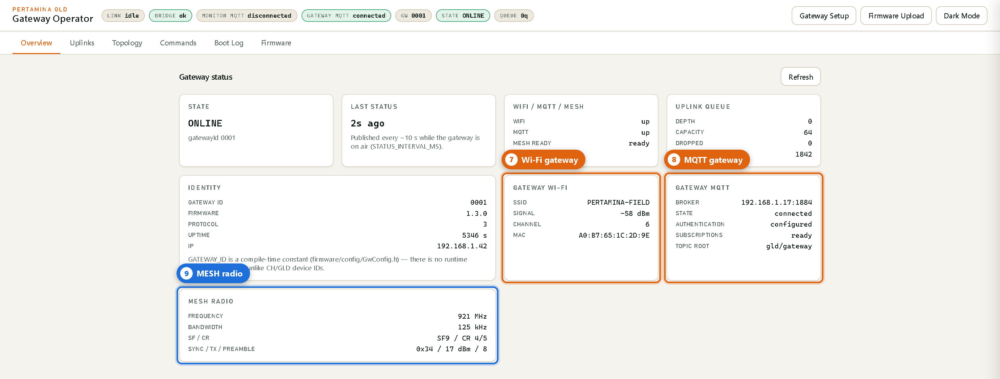 PERTAMINA GLD
Gateway Operator
LINK idle
BRIDGE ok
MONITOR MQTT disconnected
GATEWAY MQTT connected
GW 0001
STATE ONLINE
QUEUE 0q
Gateway Setup
Firmware Upload
Dark Mode
Overview
Uplinks
Topology
Commands
Boot Log
Firmware
Gateway status
Refresh
STATE
ONLINE
gatewayId 0001
LAST STATUS
2s ago
Published every ~10 s while the gateway is
on air (STATUS_INTERVAL_MS).
WIFI / MQTT / MESH
WIFI up
MQTT up
MESH READY ready
7 Wi-Fi gateway
UPLINK QUEUE
DEPTH 0
CAPACITY 64
DROPPED 0
1842
8 MQTT gateway
IDENTITY
GATEWAY ID 0001
FIRMWARE 1.3.0
PROTOCOL 3
UPTIME 5346 s
IP 192.168.1.42
GATEWAY_ID is a compile-time constant (firmware/config/GwConfig.h) — there is no runtime
unlike CH/GLD device IDs.
GATEWAY WI-FI
SSID PERTAMINA-FIELD
SIGNAL -58 dBm
CHANNEL 6
MAC A0:B7:65:1C:2D:9E
GATEWAY MQTT
BROKER 192.168.1.17:1884
STATE connected
AUTHENTICATION configured
SUBSCRIPTIONS ready
TOPIC ROOT gld/gateway
9 MESH radio
MESH RADIO
FREQUENCY 921 MHz
BANDWIDTH 125 kHz
SF / CR SF9 / CR 4/5
SYNC / TX / PREAMBLE 0x34 / 17 dBm / 8